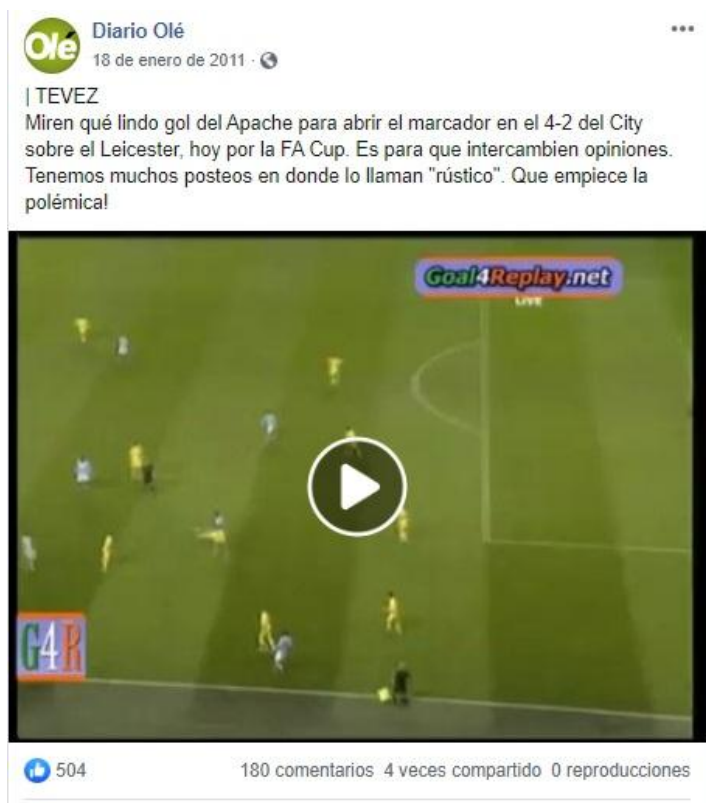 Olé
Diario Olé
18 de enero de 2011 ·
| TEVEZ
Miren qué lindo gol del Apache para abrir el marcador en el 4-2 del City
sobre el Leicester, hoy por la FA Cup. Es para que intercambien opiniones.
Tenemos muchos posteos en donde lo llaman "rústico". Que empiece la
polémica!
Goal4Replay.net
LIVE
G4R
504
180 comentarios 4 veces compartido 0 reproducciones